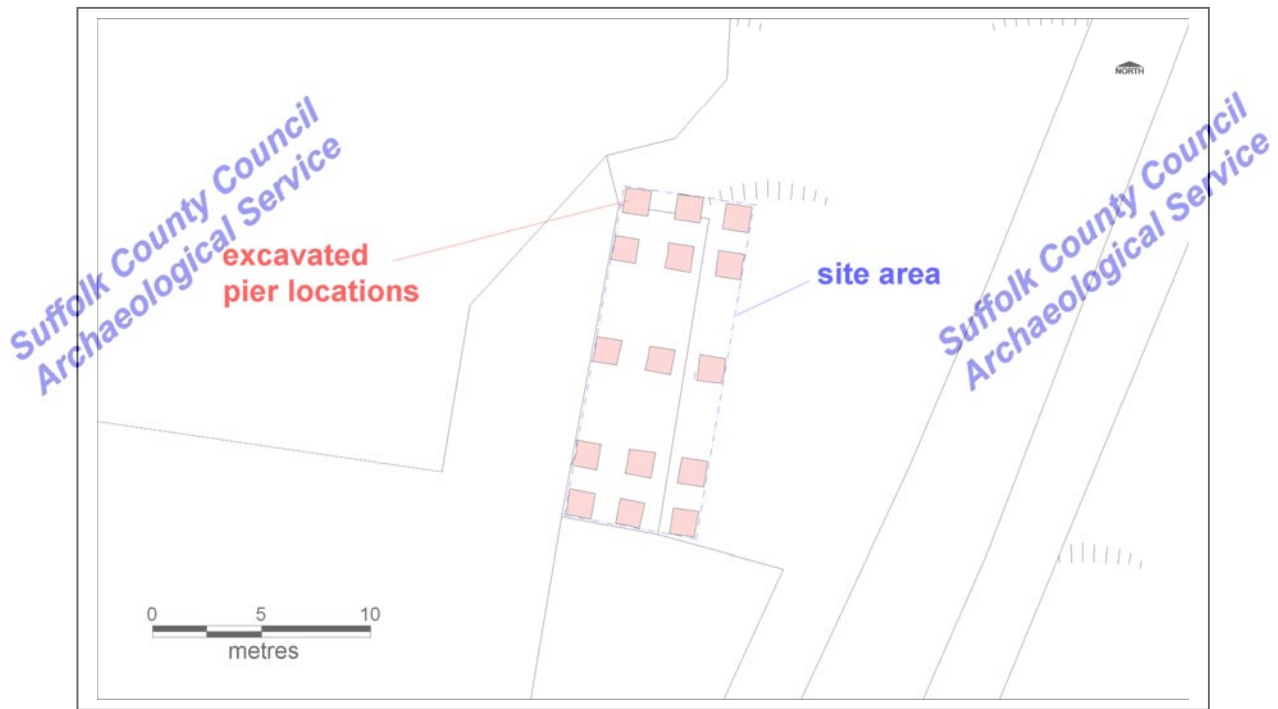 NORTH
Suffolk County Council
Archaeological Service
Suffolk County Council
Archaeological Service
excavated
pier locations
site area
0 5 10
metres